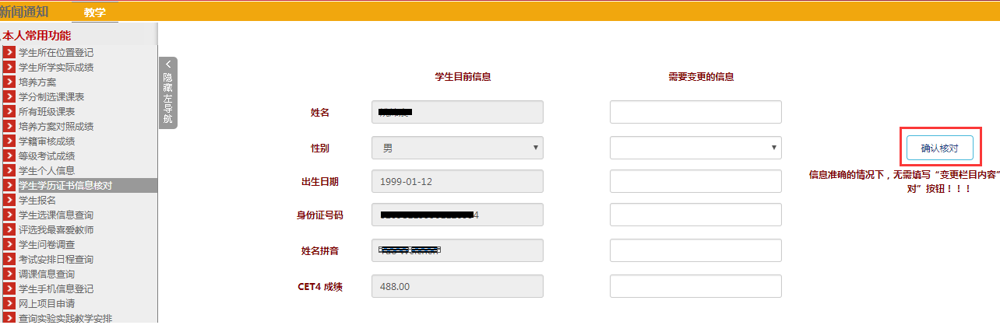 新闻通知 教学
本人常用功能
学生所在位置登记
学生所学实际成绩
培养方案
学分制选课课表
所有班级课表
培养方案对照成绩
学籍审核成绩
等级考试成绩
学生个人信息
学生学历证书信息核对
学生报名
学生选课信息查询
评选我最喜爱教师
学生问卷调查
考试安排日程查询
调课信息查询
学生手机信息登记
网上项目申请
查询实验实践教学安排
隐藏左导航
学生目前信息 需要变更的信息
姓名
性别 男
出生日期 1999-01-12
身份证号码
姓名拼音
CET4 成绩 488.00
确认核对
信息准确的情况下，无需填写“变更栏目内容”
对”按钮！！！